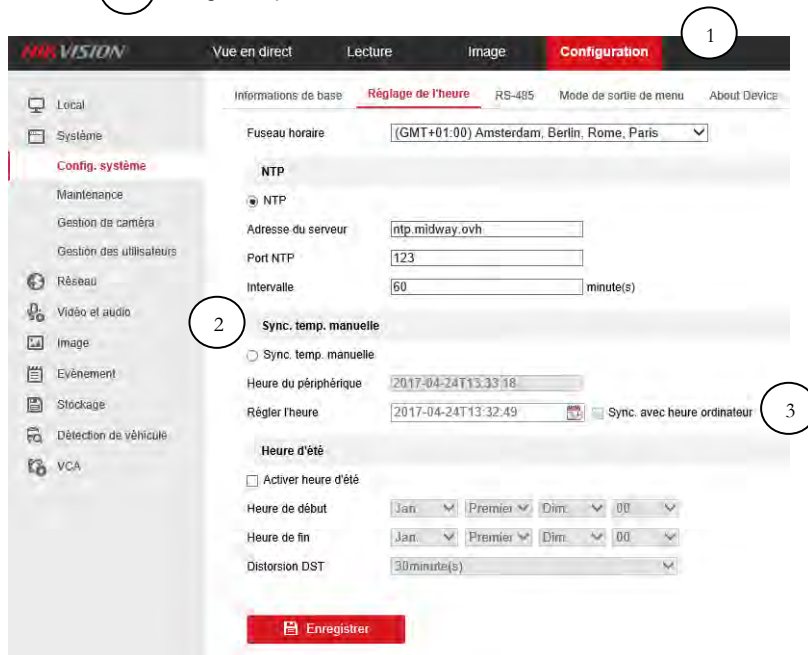 1
HIKVISION Vue en direct Lecture Image Configuration
Informations de base Réglage de l'heure RS-485 Mode de sortie de menu About Device
Local
Système
Config. système
Maintenance
Gestion de caméra
Gestion des utilisateurs
Réseau
Vidéo et audio
Image
Evènement
Stockage
Détection de véhicule
VCA
Fuseau horaire (GMT+01:00) Amsterdam, Berlin, Rome, Paris
NTP
NTP
Adresse du serveur ntp.midway.ovh
Port NTP 123
Intervalle 60 minute(s)
2 Sync. temp. manuelle
Sync. temp. manuelle
Heure du périphérique 2017-04-24T13:33:18
Régler l'heure 2017-04-24T13:32:49 Sync. avec heure ordinateur 3
Heure d'été
Activer heure d'été
Heure de début Jan. Premier Dim. 00
Heure de fin Jan. Premier Dim. 00
Distorsion DST 30minute(s)
Enregistrer